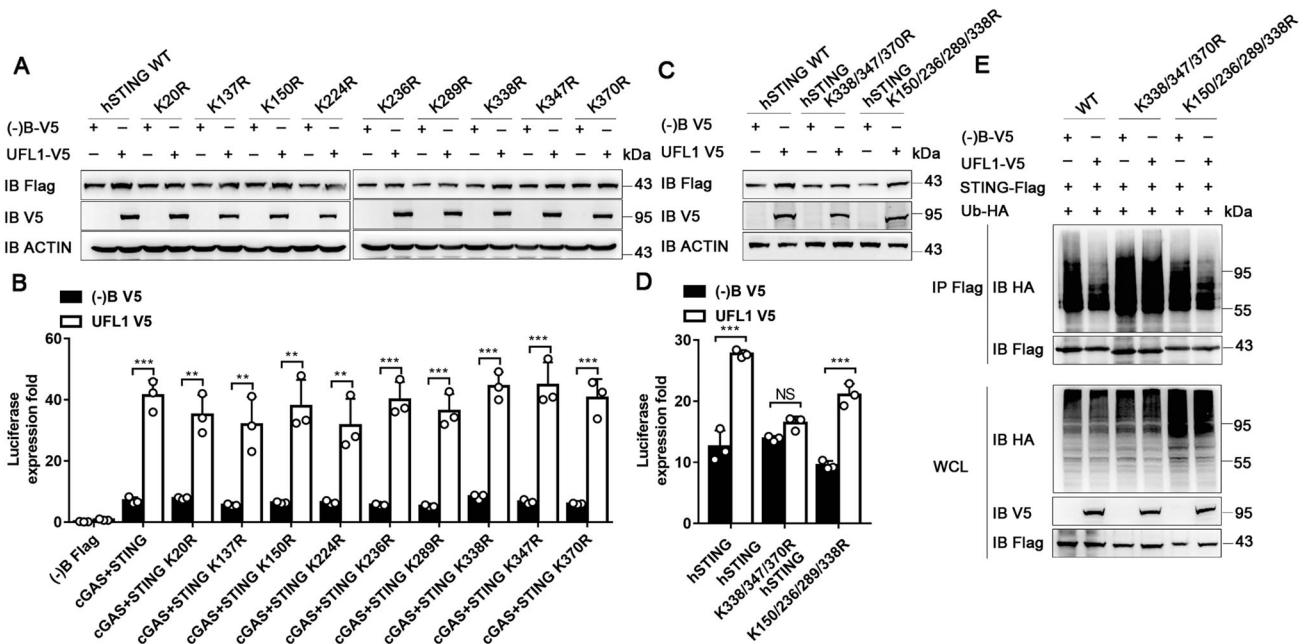 A
hSTING WT K20R K137R K150R K224R K236R K289R K338R K347R K370R
(-)B-V5 + – + – + – + – + – + – + – + – + – + –
UFL1-V5 – + – + – + – + – + – + – + – + – + – + kDa
IB Flag 43
IB V5 95
IB ACTIN 43
B
(-)B V5
UFL1 V5
Luciferase
expression fold
60
40
20
0
*** ** ** ** ** *** *** *** *** ***
(-)B Flag
cGAS+STING
cGAS+STING K20R
cGAS+STING K137R
cGAS+STING K150R
cGAS+STING K224R
cGAS+STING K236R
cGAS+STING K289R
cGAS+STING K338R
cGAS+STING K347R
cGAS+STING K370R
C
hSTING WT
hSTING
K338/347/370R
hSTING
K150/236/289/338R
(-)B V5 + – + – + –
UFL1 V5 – + – + – + kDa
IB Flag 43
IB V5 95
IB ACTIN 43
D
(-)B V5
UFL1 V5
Luciferase
expression fold
30
20
10
0
*** NS ***
hSTING
hSTING
K338/347/370R
hSTING
K150/236/289/338R
E
WT K338/347/370R K150/236/289/338R
(-)B-V5 + – + – + –
UFL1-V5 – + – + – +
STING-Flag + + + + + +
Ub-HA + + + + + + kDa
IP Flag
IB HA 95
55
IB Flag 43
WCL
IB HA 95
55
IB V5 95
IB Flag 43